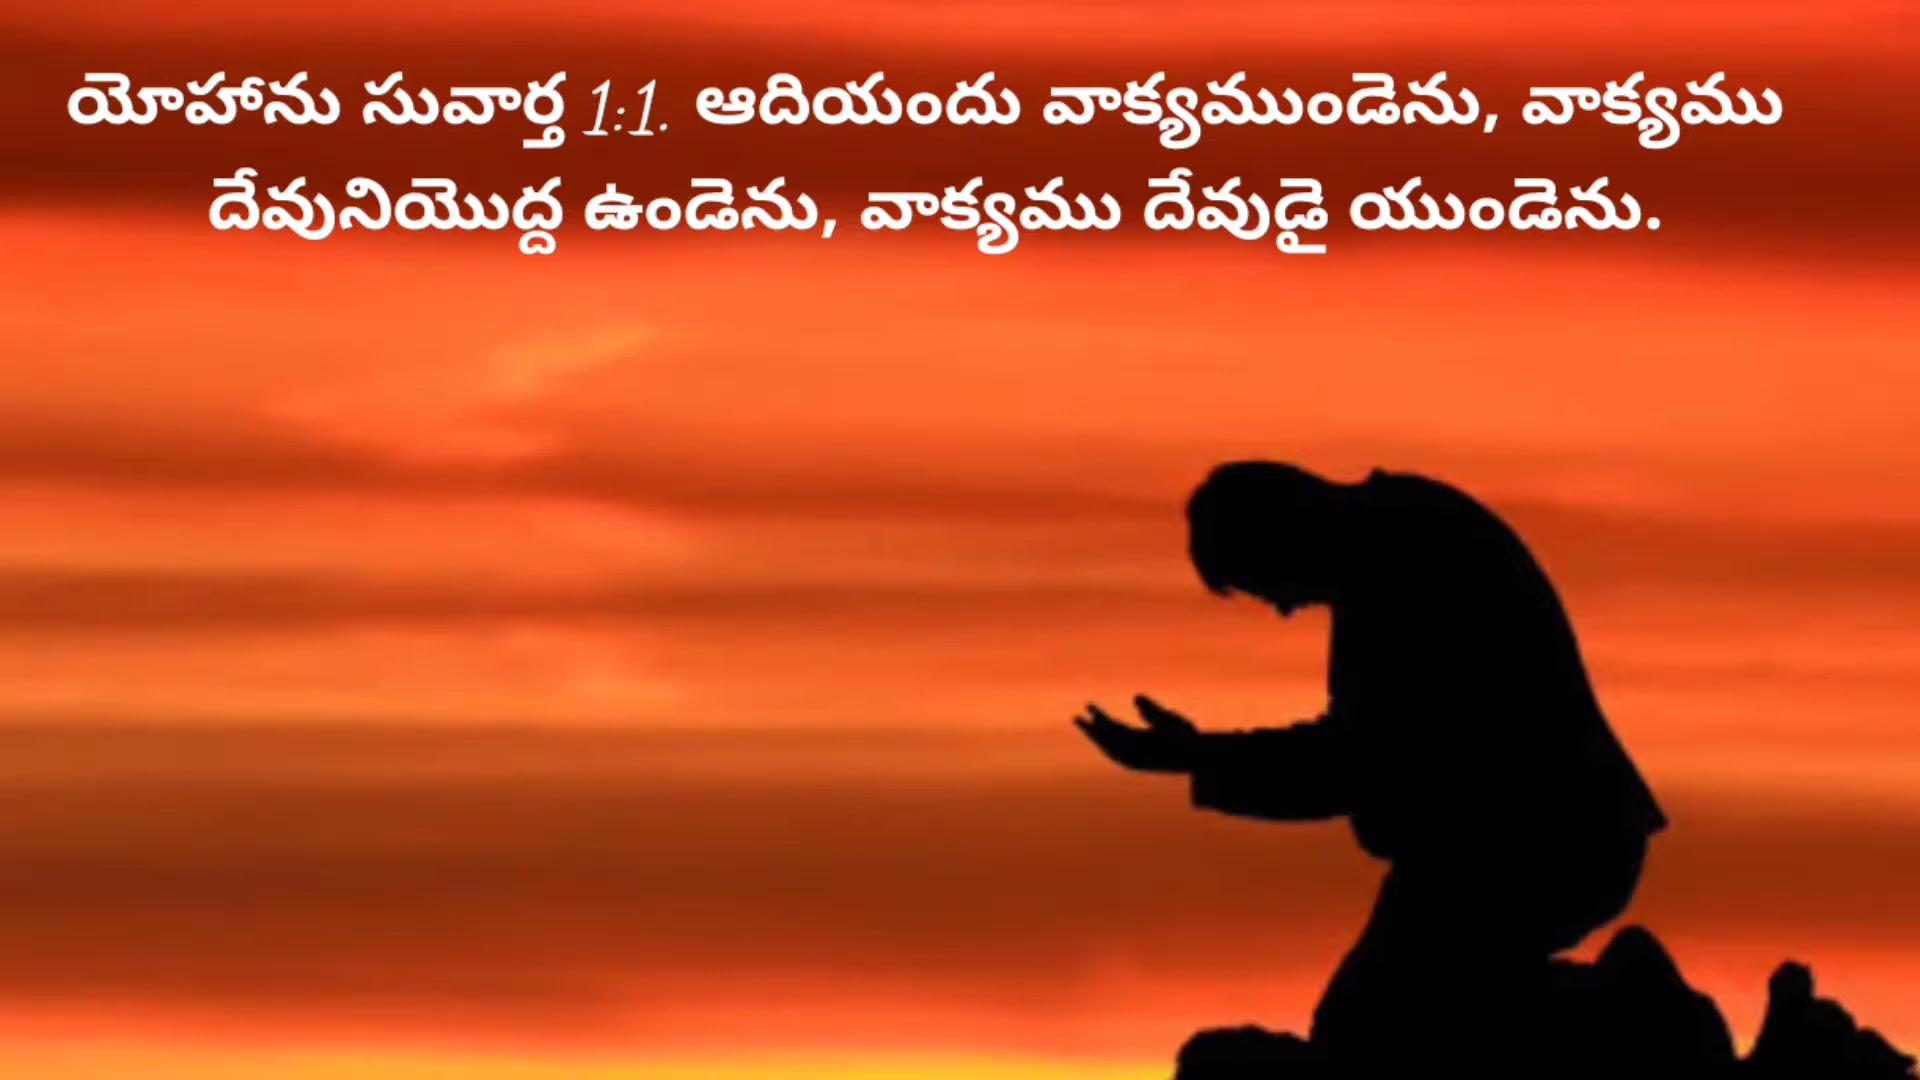 యోహాను సువార్త 1:1. ఆదియందు వాక్యముండెను, వాక్యము
దేవునియొద్ద ఉండెను, వాక్యము దేవుడై యుండెను.